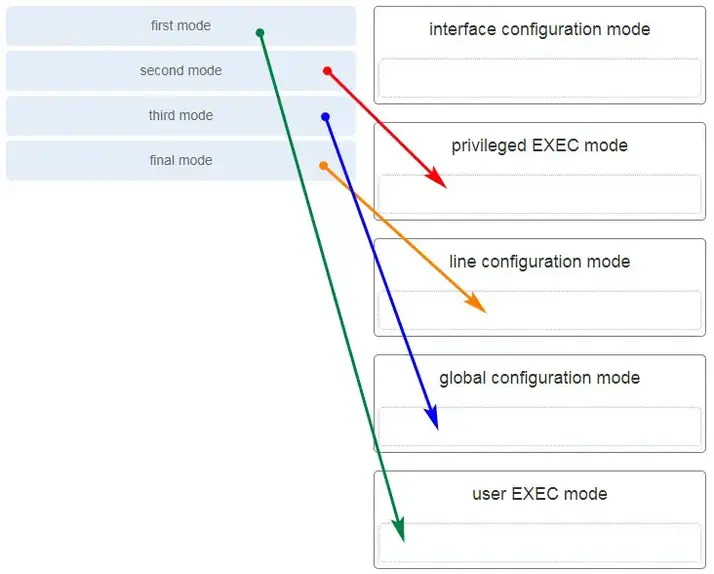 first mode
second mode
third mode
final mode
interface configuration mode
privileged EXEC mode
line configuration mode
global configuration mode
user EXEC mode